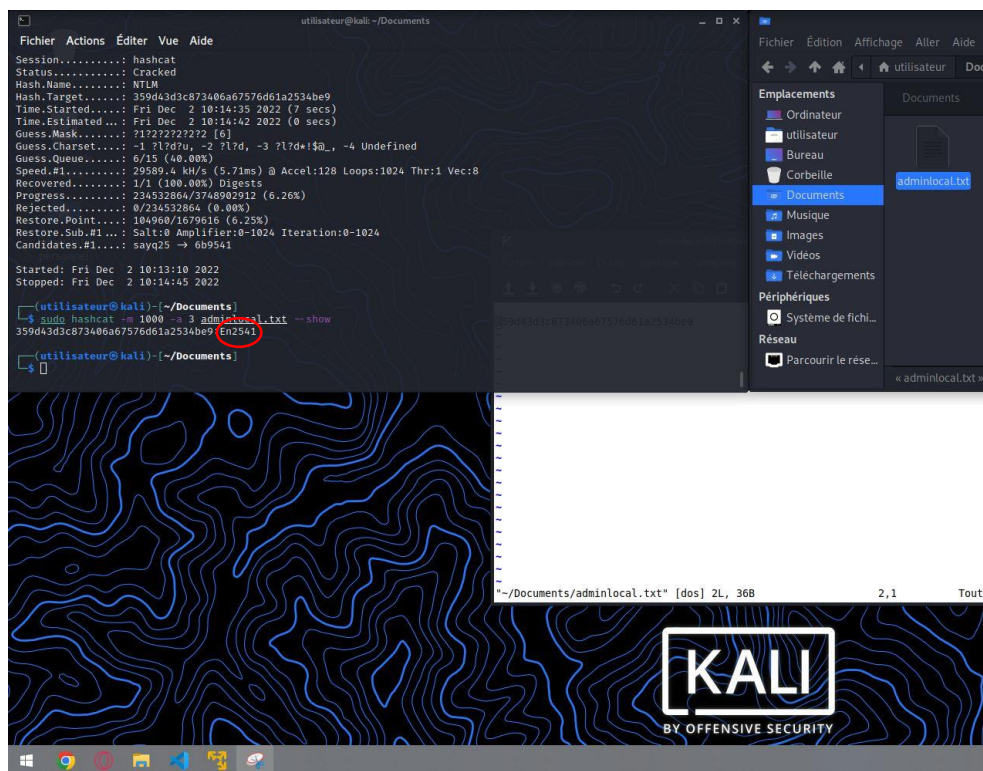 utilisateur@kali: ~/Documents
Fichier Actions Éditer Vue Aide
Session..........: hashcat
Status...........: Cracked
Hash.Name........: NTLM
Hash.Target......: 359d43d3c873406a67576d61a2534be9
Time.Started.....: Fri Dec  2 10:14:35 2022 (7 secs)
Time.Estimated...: Fri Dec  2 10:14:42 2022 (0 secs)
Guess.Mask.......: ?1?2?2?2?2?2 [6]
Guess.Charset....: -1 ?l?d?u, -2 ?l?d, -3 ?l?d*!$@_, -4 Undefined
Guess.Queue......: 6/15 (40.00%)
Speed.#1.........: 29589.4 kH/s (5.71ms) @ Accel:128 Loops:1024 Thr:1 Vec:8
Recovered........: 1/1 (100.00%) Digests
Progress.........: 234532864/3748902912 (6.26%)
Rejected.........: 0/234532864 (0.00%)
Restore.Point....: 104960/1679616 (6.25%)
Restore.Sub.#1...: Salt:0 Amplifier:0-1024 Iteration:0-1024
Candidates.#1....: sayq25 → 6b9541
Started: Fri Dec  2 10:13:10 2022
Stopped: Fri Dec  2 10:14:45 2022
(utilisateur㉿kali)-[~/Documents]
$ sudo hashcat -m 1000 -a 3 adminlocal.txt --show
359d43d3c873406a67576d61a2534be9:En2541
(utilisateur㉿kali)-[~/Documents]
$
Fichier Édition Affichage Aller Aide
utilisateur Doc
Emplacements
Ordinateur
utilisateur
Bureau
Corbeille
Documents
Musique
Images
Vidéos
Téléchargements
Périphériques
Système de fichi...
Réseau
Parcourir le rése...
Documents
adminlocal.txt
« adminlocal.txt »
359d43d3c873406a67576d61a2534be9
~
~
~
~
~
~
~
~
~
~
~
~
"~/Documents/adminlocal.txt" [dos] 2L, 36B 2,1 Tout
KALI
BY OFFENSIVE SECURITY